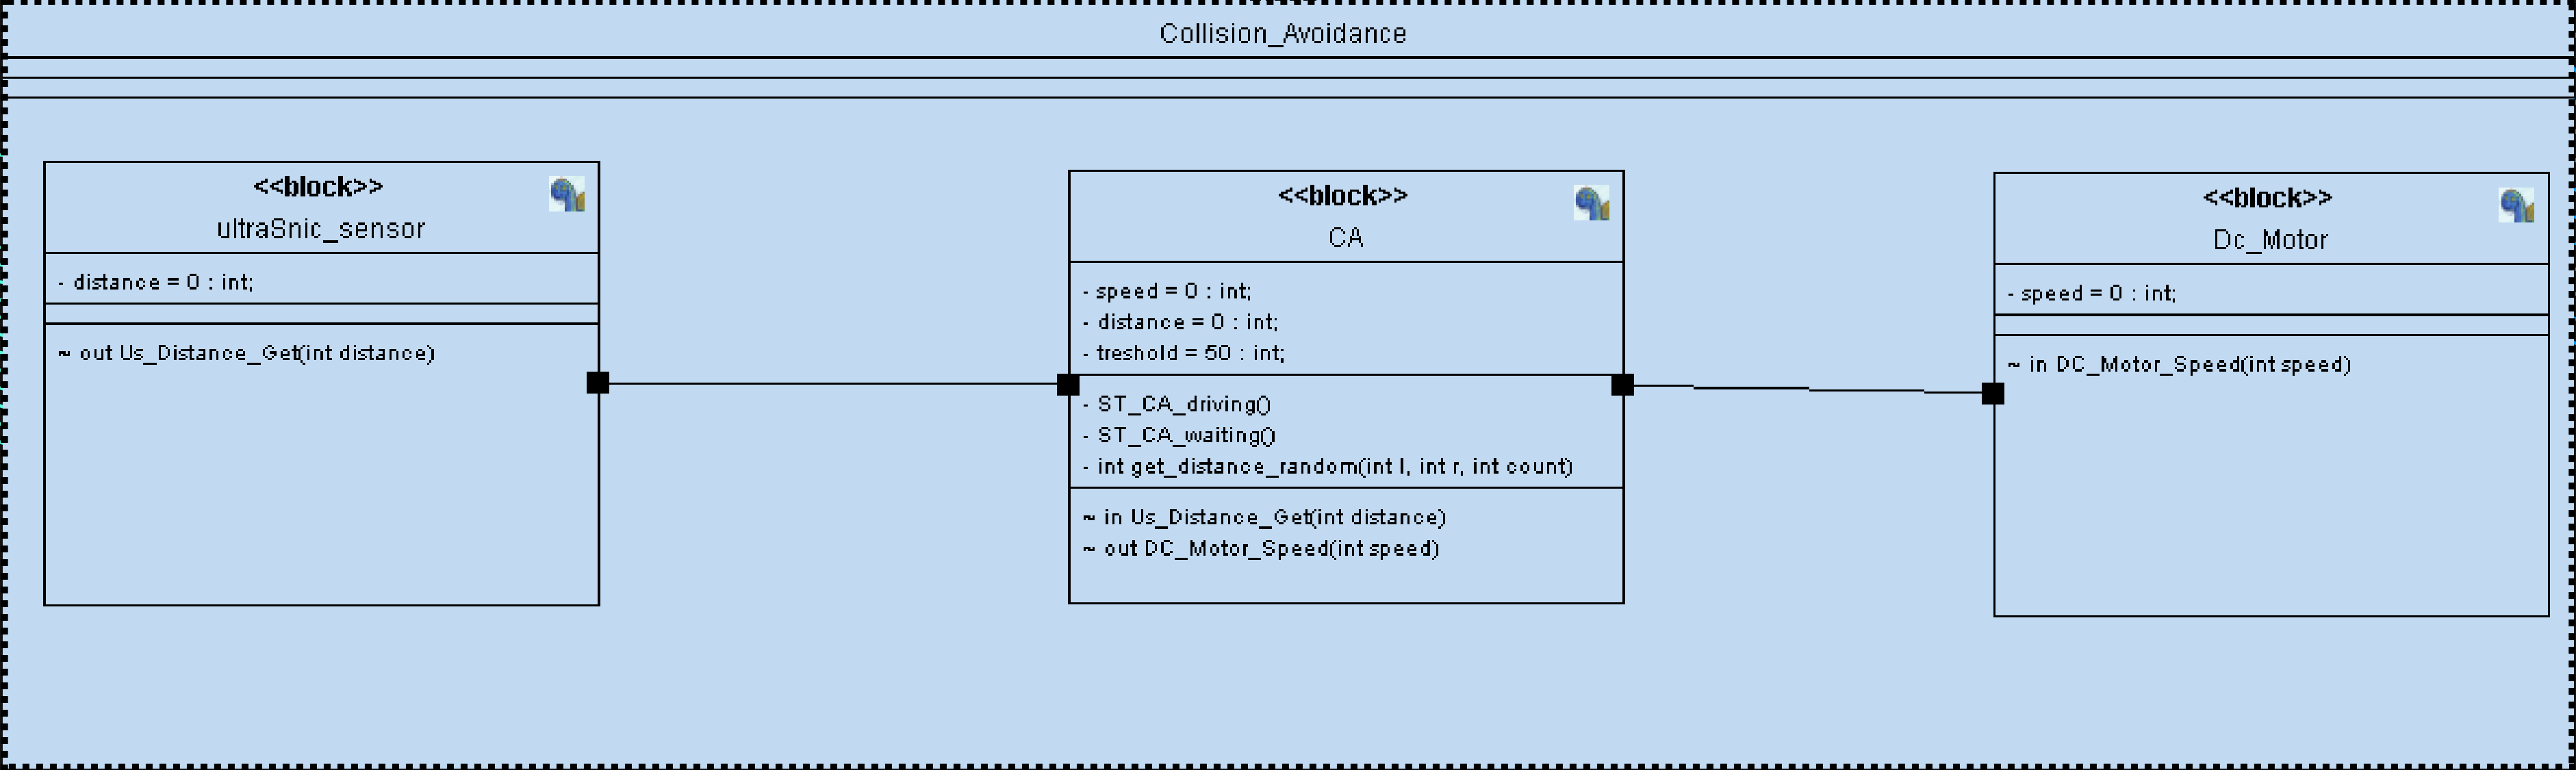 Collision_Avoidance
<<block>>
ultraSnic_sensor
- distance = 0 : int;
~ out Us_Distance_Get(int distance)
<<block>>
CA
- speed = 0 : int;
- distance = 0 : int;
- treshold = 50 : int;
- ST_CA_driving()
- ST_CA_waiting()
- int get_distance_random(int l, int r, int count)
~ in Us_Distance_Get(int distance)
~ out DC_Motor_Speed(int speed)
<<block>>
Dc_Motor
- speed = 0 : int;
~ in DC_Motor_Speed(int speed)